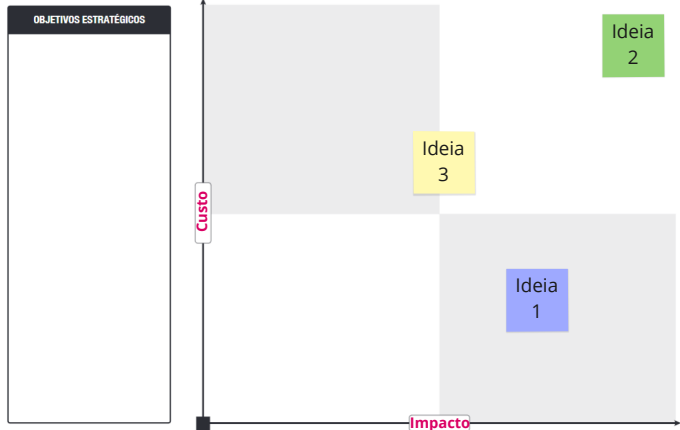 OBJETIVOS ESTRATÉGICOS
Ideia
2
Ideia
3
Custo
Ideia
1
Impacto